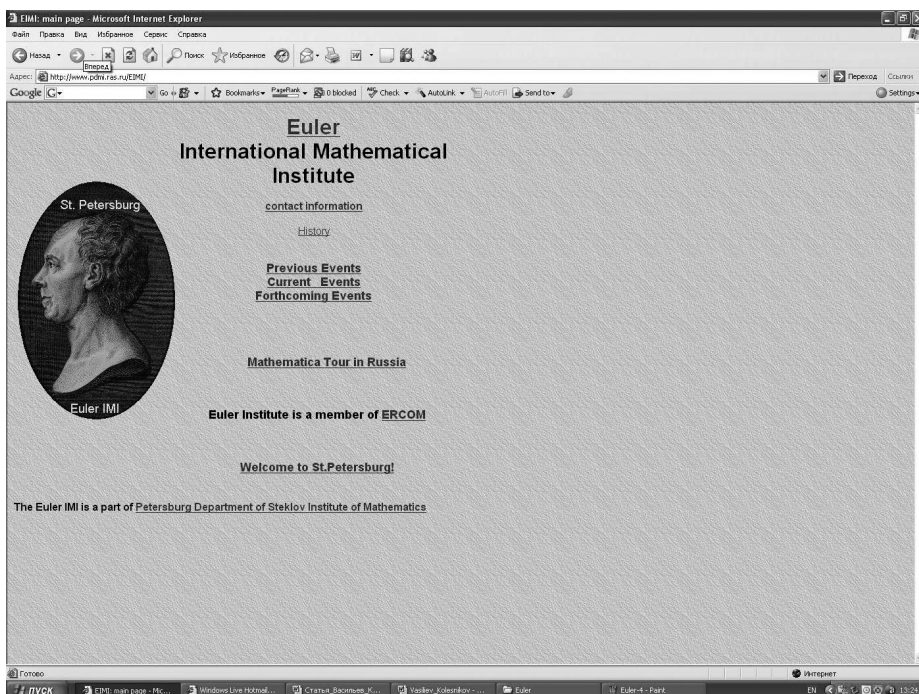 EIMI: main page - Microsoft Internet Explorer
Файл Правка Вид Избранное Сервис Справка
Назад Поиск Избранное
Вперед
Адрес: http://www.pdmi.ras.ru/EIMI/ Переход Ссылки
Google G Go Bookmarks PageRank 0 blocked Check AutoLink AutoFill Send to Settings
Euler
International Mathematical
Institute
St. Petersburg
contact information
History
Previous Events
Current Events
Forthcoming Events
Mathematica Tour in Russia
Euler IMI
Euler Institute is a member of ERCOM
Welcome to St.Petersburg!
The Euler IMI is a part of Petersburg Department of Steklov Institute of Mathematics
Готово Интернет
пуск EIMI: main page - Mic... Windows Live Hotmail... Статья_Васильев_К... Vasilev_Kolesnikov - ... Euler Euler-4 - Paint EN